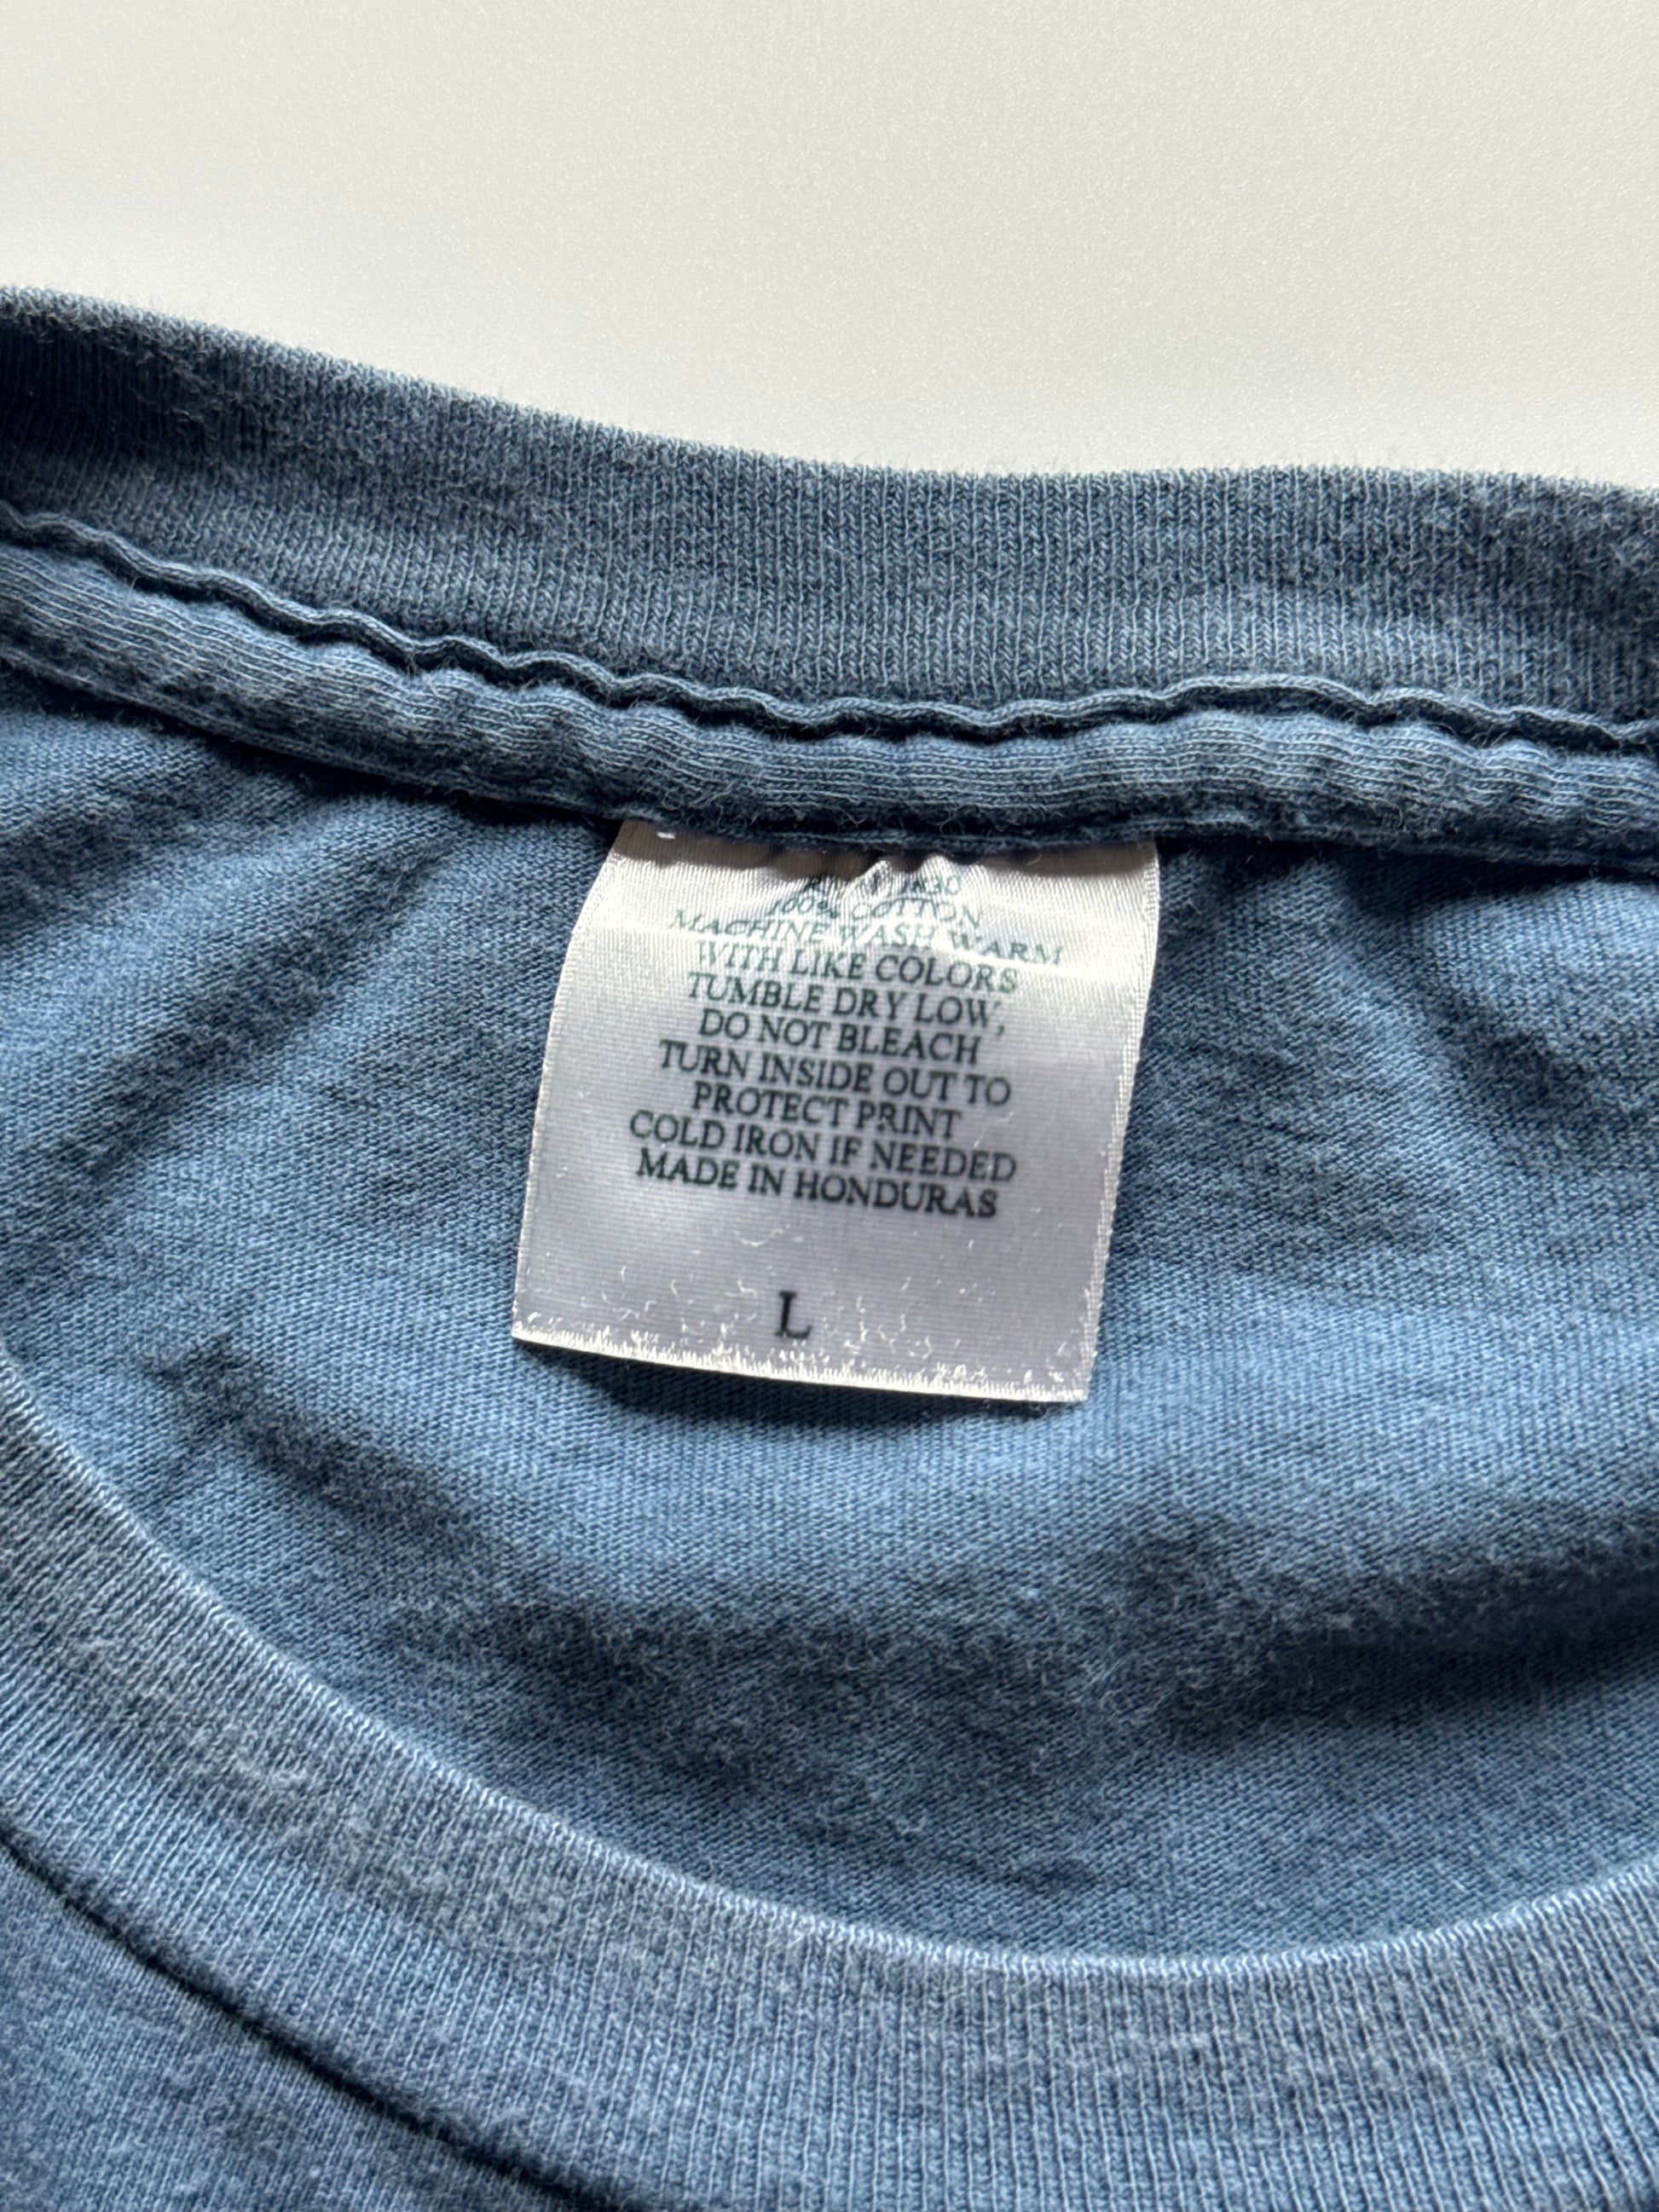 100% COTTON
MACHINE WASH WARM
WITH LIKE COLORS
TUMBLE DRY LOW,
DO NOT BLEACH
TURN INSIDE OUT TO
PROTECT PRINT
COLD IRON IF NEEDED
MADE IN HONDURAS
L